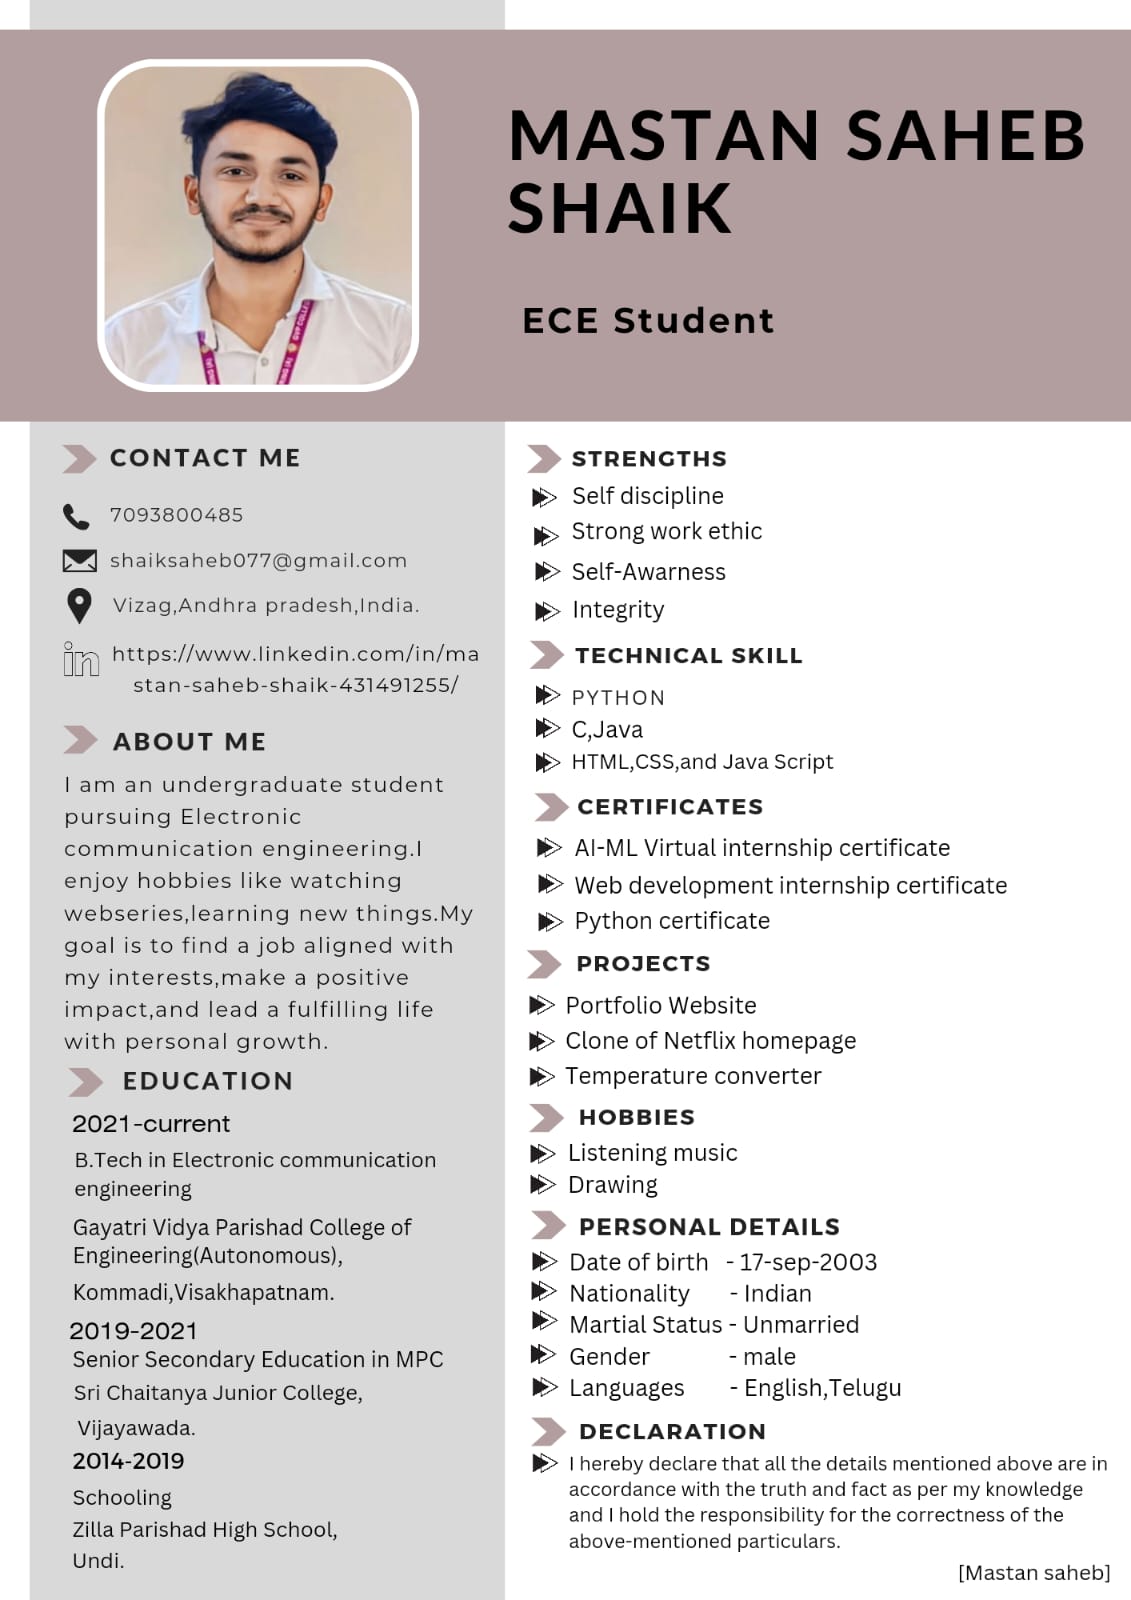 MASTAN SAHEB
SHAIK
ECE Student
CONTACT ME
7093800485
shaiksaheb077@gmail.com
Vizag,Andhra pradesh,India.
in https://www.linkedin.com/in/ma
stan-saheb-shaik-431491255/
ABOUT ME
I am an undergraduate student
pursuing Electronic
communication engineering.I
enjoy hobbies like watching
webseries,learning new things.My
goal is to find a job aligned with
my interests,make a positive
impact,and lead a fulfilling life
with personal growth.
EDUCATION
2021-current
B.Tech in Electronic communication
engineering
Gayatri Vidya Parishad College of
Engineering(Autonomous),
Kommadi,Visakhapatnam.
2019-2021
Senior Secondary Education in MPC
Sri Chaitanya Junior College,
Vijayawada.
2014-2019
Schooling
Zilla Parishad High School,
Undi.
STRENGTHS
Self discipline
Strong work ethic
Self-Awarness
Integrity
TECHNICAL SKILL
PYTHON
C,Java
HTML,CSS,and Java Script
CERTIFICATES
AI-ML Virtual internship certificate
Web development internship certificate
Python certificate
PROJECTS
Portfolio Website
Clone of Netflix homepage
Temperature converter
HOBBIES
Listening music
Drawing
PERSONAL DETAILS
Date of birth - 17-sep-2003
Nationality - Indian
Martial Status - Unmarried
Gender - male
Languages - English,Telugu
DECLARATION
I hereby declare that all the details mentioned above are in
accordance with the truth and fact as per my knowledge
and I hold the responsibility for the correctness of the
above-mentioned particulars.
[Mastan saheb]